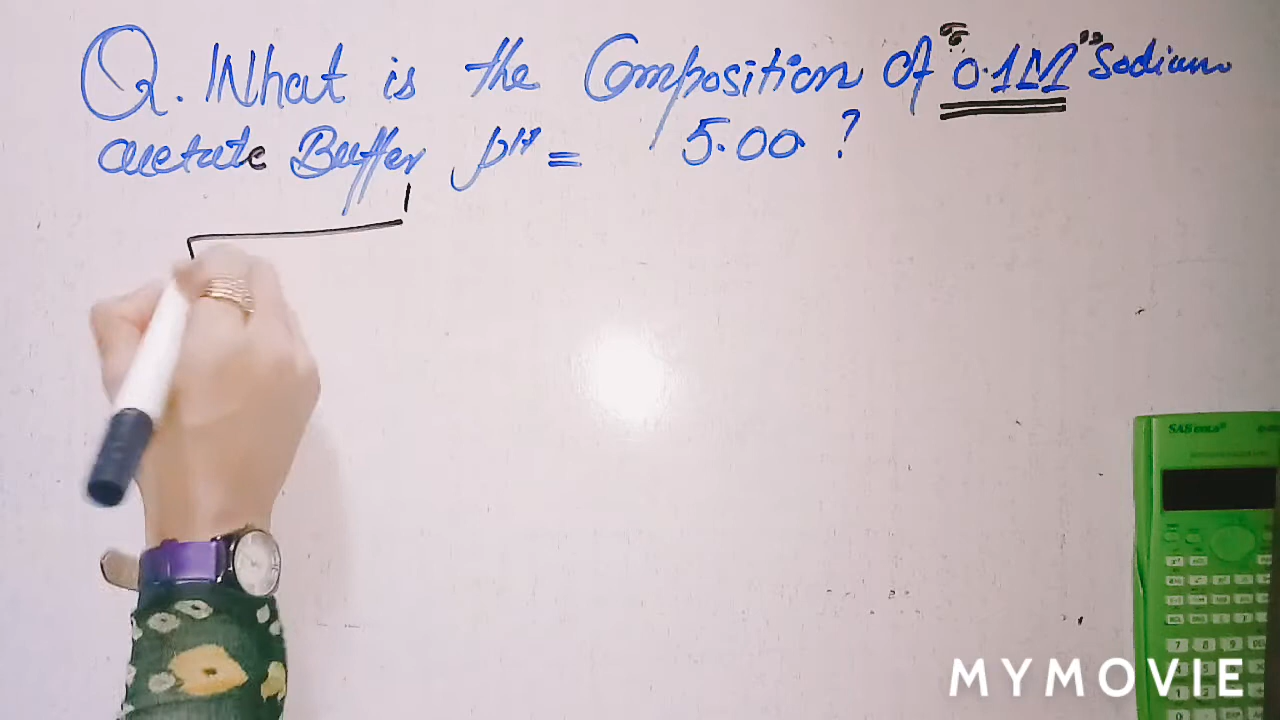 Q. What is the Composition of "0.1M" Sodium
acetate Buffer pH = 5.00 ?
MYMOVIE